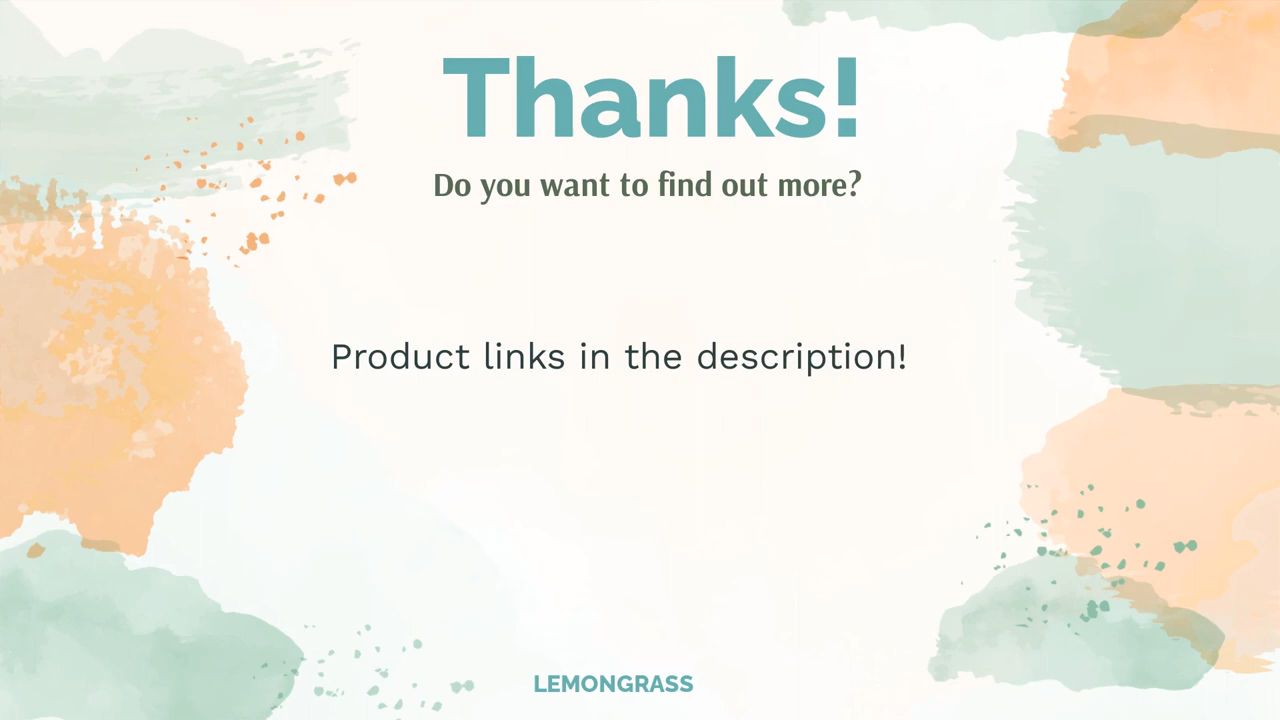 Thanks!
Do you want to find out more?
Product links in the description!
LEMONGRASS